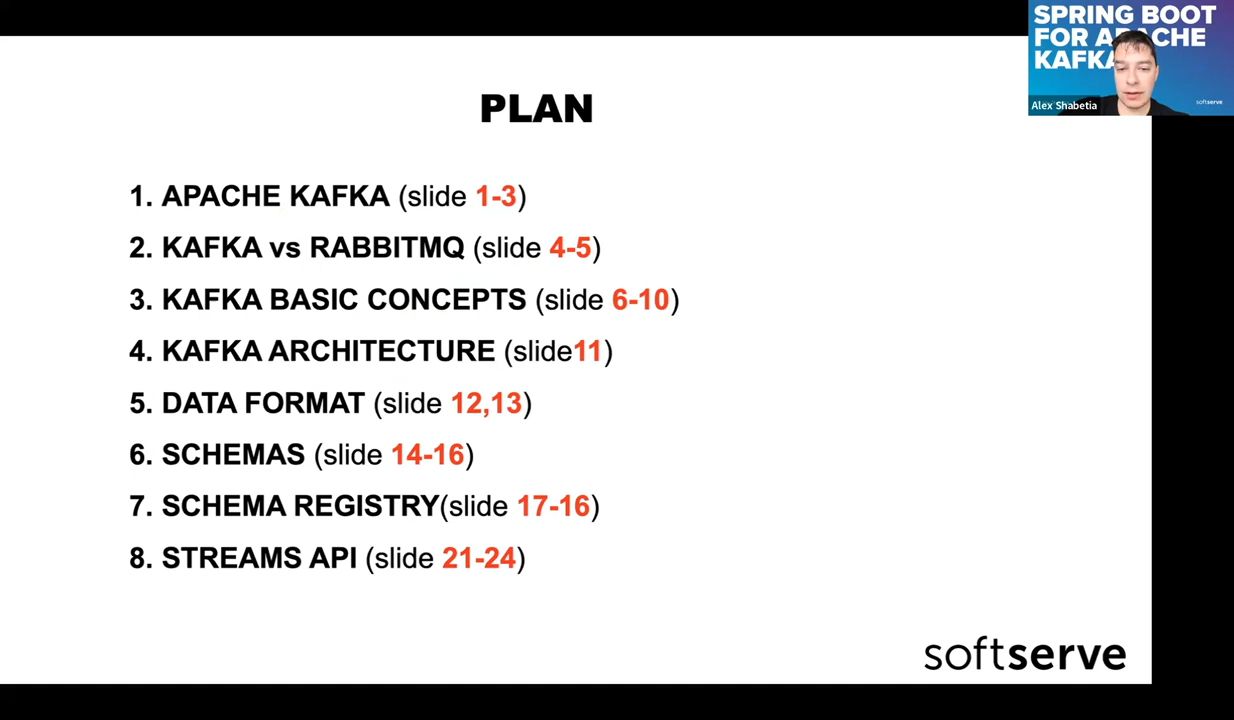 SPRING BOOT
FOR APACHE
KAFKA
Alex Shabetia
softserve
PLAN
1. APACHE KAFKA (slide 1-3)
2. KAFKA vs RABBITMQ (slide 4-5)
3. KAFKA BASIC CONCEPTS (slide 6-10)
4. KAFKA ARCHITECTURE (slide11)
5. DATA FORMAT (slide 12,13)
6. SCHEMAS (slide 14-16)
7. SCHEMA REGISTRY(slide 17-16)
8. STREAMS API (slide 21-24)
softserve